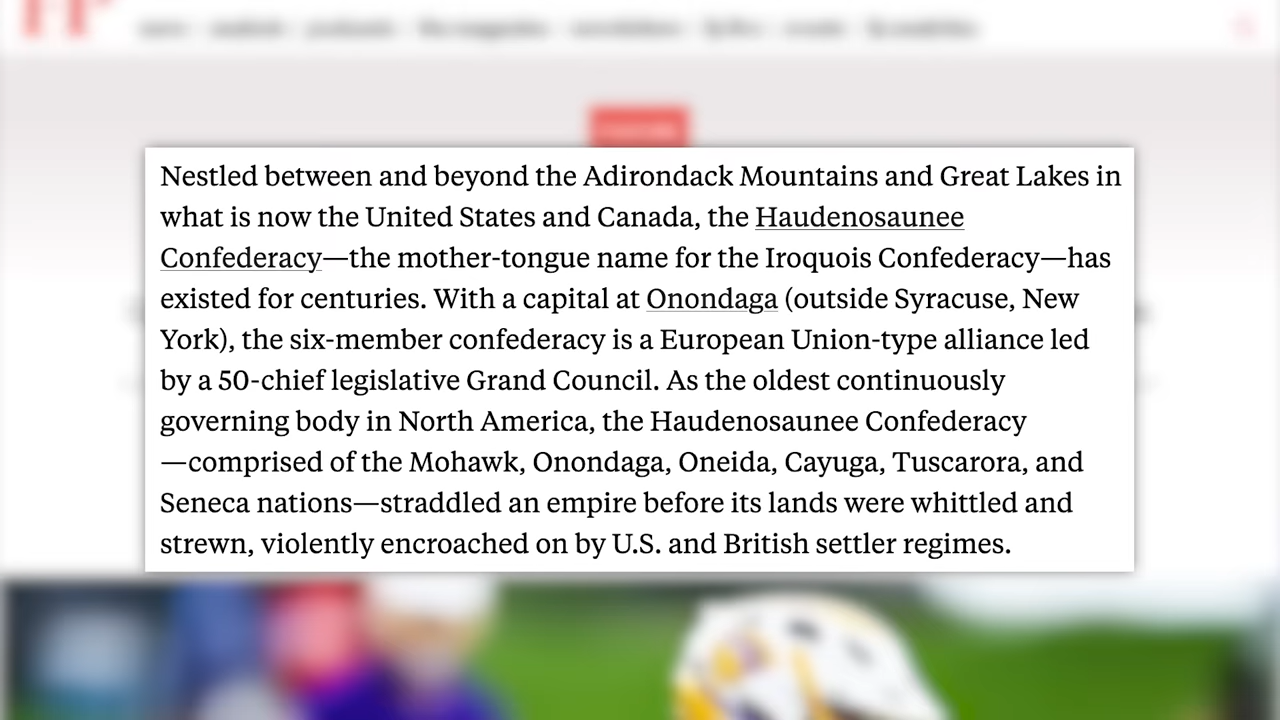 Nestled between and beyond the Adirondack Mountains and Great Lakes in
what is now the United States and Canada, the Haudenosaunee
Confederacy—the mother-tongue name for the Iroquois Confederacy—has
existed for centuries. With a capital at Onondaga (outside Syracuse, New
York), the six-member confederacy is a European Union-type alliance led
by a 50-chief legislative Grand Council. As the oldest continuously
governing body in North America, the Haudenosaunee Confederacy
—comprised of the Mohawk, Onondaga, Oneida, Cayuga, Tuscarora, and
Seneca nations—straddled an empire before its lands were whittled and
strewn, violently encroached on by U.S. and British settler regimes.